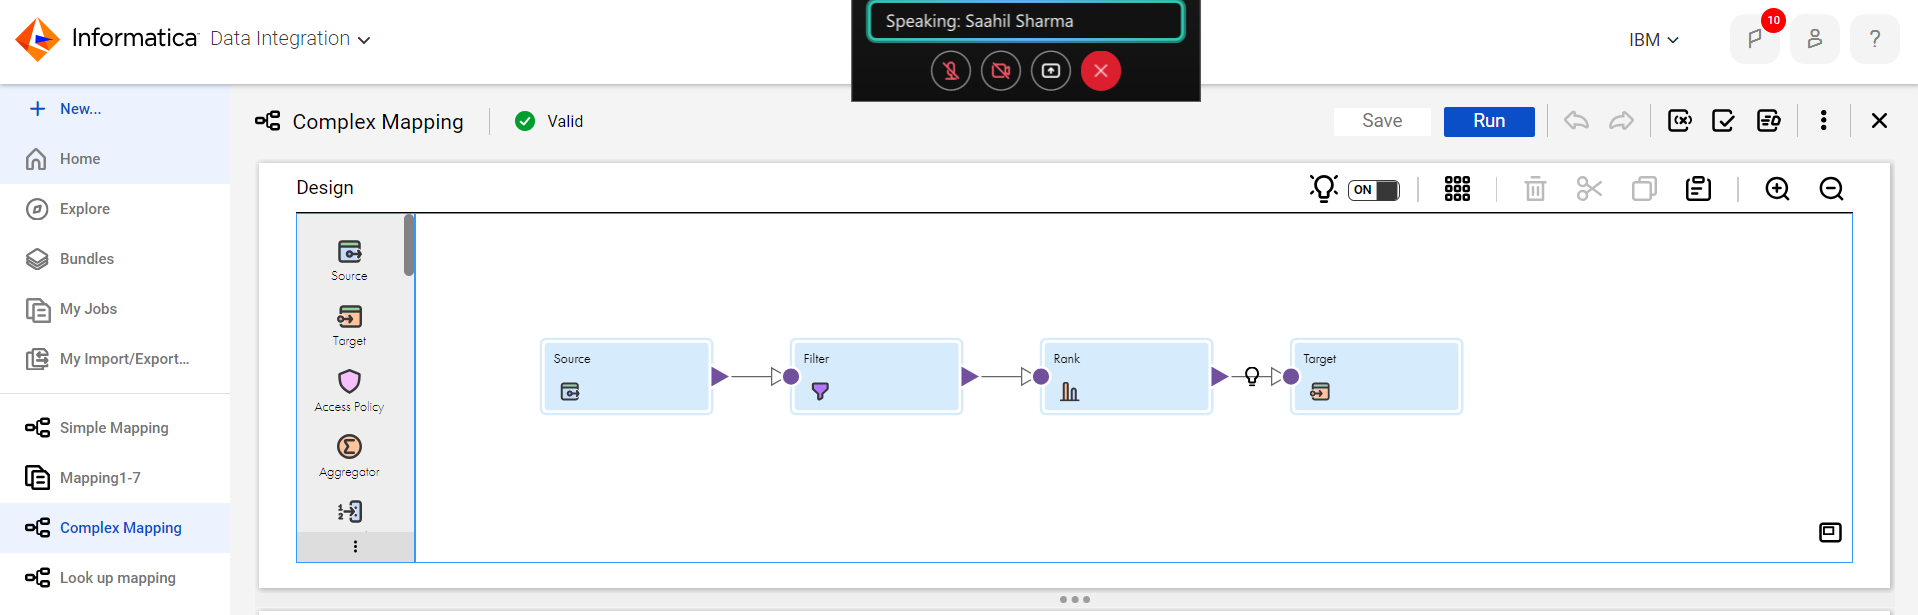 Speaking: Saahil Sharma
Informatica Data Integration
IBM
10
?
New...
Home
Explore
Bundles
My Jobs
My Import/Export...
Simple Mapping
Mapping1-7
Complex Mapping
Look up mapping
Complex Mapping
Valid
Save
Run
Design
ON
Source
Target
Access Policy
Aggregator
Source
Filter
Rank
Target